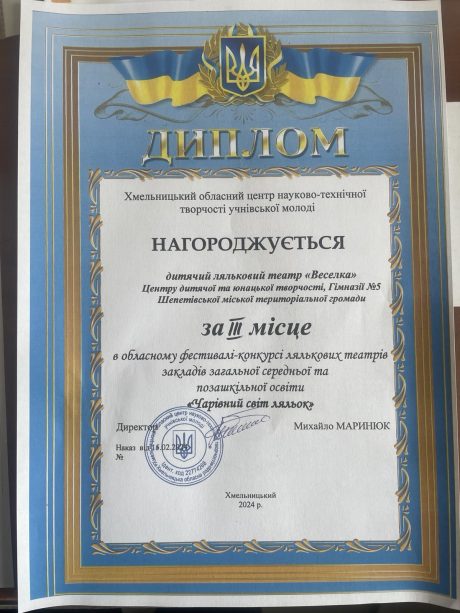 ДИПЛОМ
Хмельницький обласний центр науково-технічної
творчості учнівської молоді
НАГОРОДЖУЄТЬСЯ
дитячий ляльковий театр «Веселка»
Центру дитячої та юнацької творчості, Гімназії №5
Шепетівської міської територіальної громади
за III місце
в обласному фестивалі-конкурсі лялькових театрів
закладів загальної середньої та
позашкільної освіти
«Чарівний світ ляльок»
Директор Михайло МАРИНЮК
Наказ від
№
Хмельницький
2024 р.